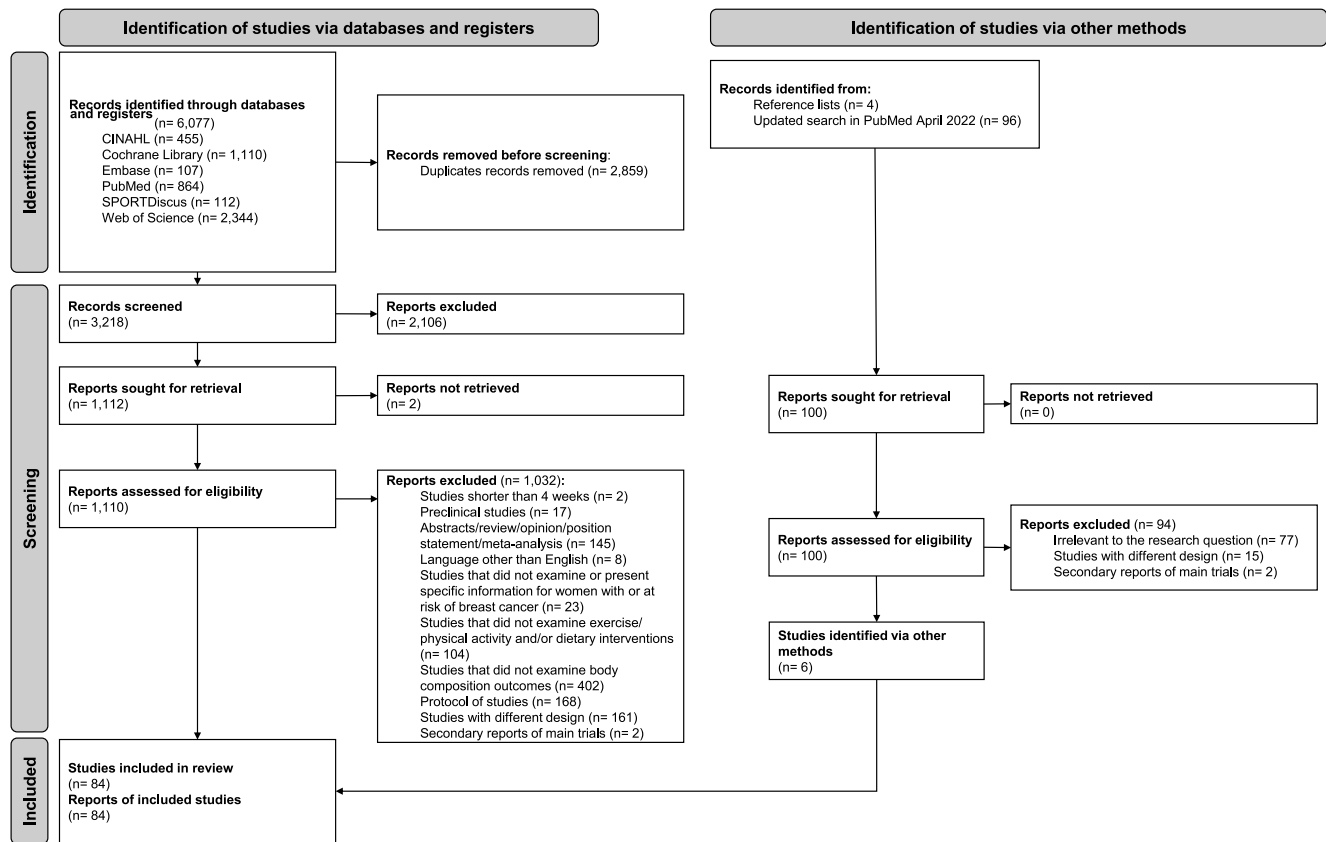 Identification of studies via databases and registers
Identification of studies via other methods
Identification
Records identified through databases
and registers
(n= 6,077)
CINAHL (n= 455)
Cochrane Library (n= 1,110)
Embase (n= 107)
PubMed (n= 864)
SPORTDiscus (n= 112)
Web of Science (n= 2,344)
Records removed before screening:
Duplicates records removed (n= 2,859)
Records identified from:
Reference lists (n= 4)
Updated search in PubMed April 2022 (n= 96)
Screening
Records screened
(n= 3,218)
Reports excluded
(n= 2,106)
Reports sought for retrieval
(n= 1,112)
Reports not retrieved
(n= 2)
Reports sought for retrieval
(n= 100)
Reports not retrieved
(n= 0)
Reports assessed for eligibility
(n= 1,110)
Reports excluded (n= 1,032):
Studies shorter than 4 weeks (n= 2)
Preclinical studies (n= 17)
Abstracts/review/opinion/position
statement/meta-analysis (n= 145)
Language other than English (n= 8)
Studies that did not examine or present
specific information for women with or at
risk of breast cancer (n= 23)
Studies that did not examine exercise/
physical activity and/or dietary interventions
(n= 104)
Studies that did not examine body
composition outcomes (n= 402)
Protocol of studies (n= 168)
Studies with different design (n= 161)
Secondary reports of main trials (n= 2)
Reports assessed for eligibility
(n= 100)
Reports excluded (n= 94)
Irrelevant to the research question (n= 77)
Studies with different design (n= 15)
Secondary reports of main trials (n= 2)
Studies identified via other
methods
(n= 6)
Included
Studies included in review
(n= 84)
Reports of included studies
(n= 84)